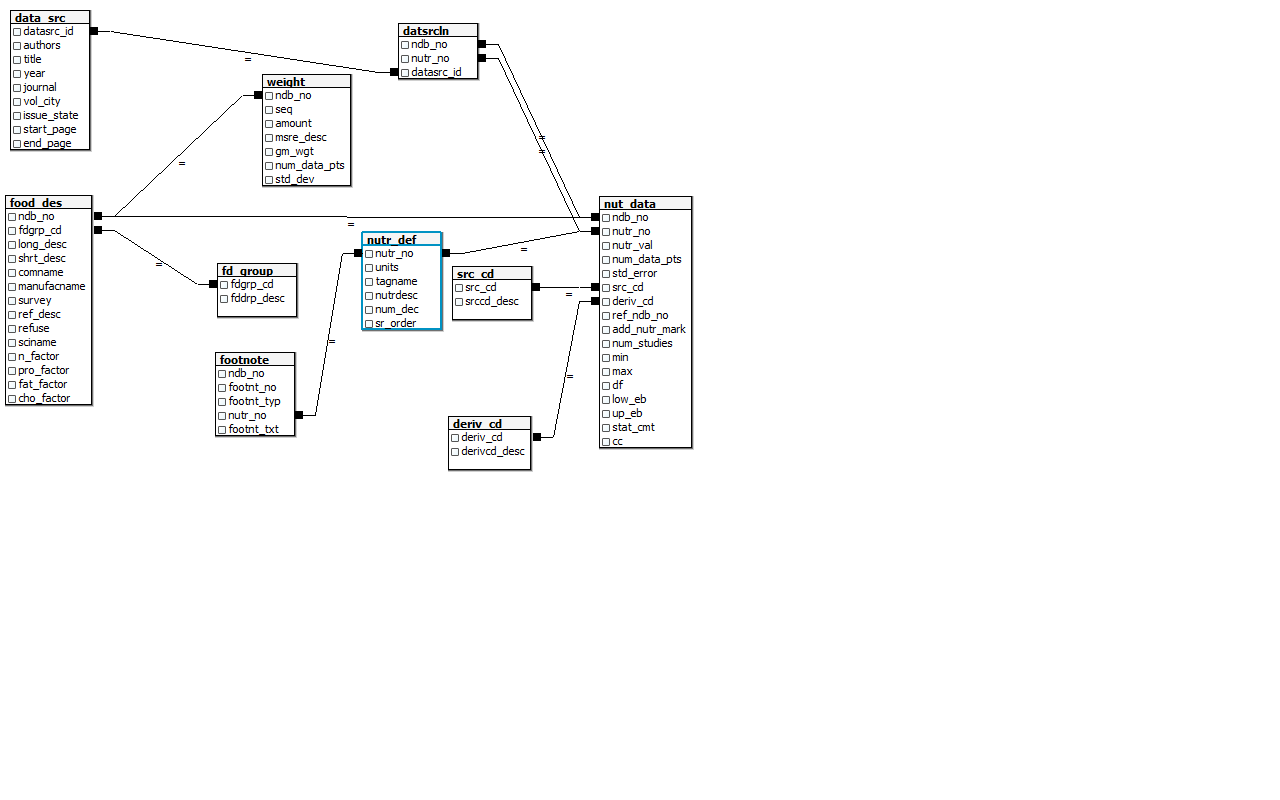 data_src
datasrc_id
authors
title
year
journal
vol_city
issue_state
start_page
end_page
datsrcln
ndb_no
nutr_no
datasrc_id
=
weight
ndb_no
seq
amount
msre_desc
gm_wgt
num_data_pts
std_dev
=
=
=
food_des
ndb_no
fdgrp_cd
long_desc
shrt_desc
comname
manufacname
survey
ref_desc
refuse
sciname
n_factor
pro_factor
fat_factor
cho_factor
=
=
fd_group
fdgrp_cd
fddrp_desc
nutr_def
nutr_no
units
tagname
nutrdesc
num_dec
sr_order
=
=
src_cd
src_cd
srccd_desc
=
nut_data
ndb_no
nutr_no
nutr_val
num_data_pts
std_error
src_cd
deriv_cd
ref_ndb_no
add_nutr_mark
num_studies
min
max
df
low_eb
up_eb
stat_cmt
cc
footnote
ndb_no
footnt_no
footnt_typ
nutr_no
footnt_txt
=
deriv_cd
deriv_cd
derivcd_desc